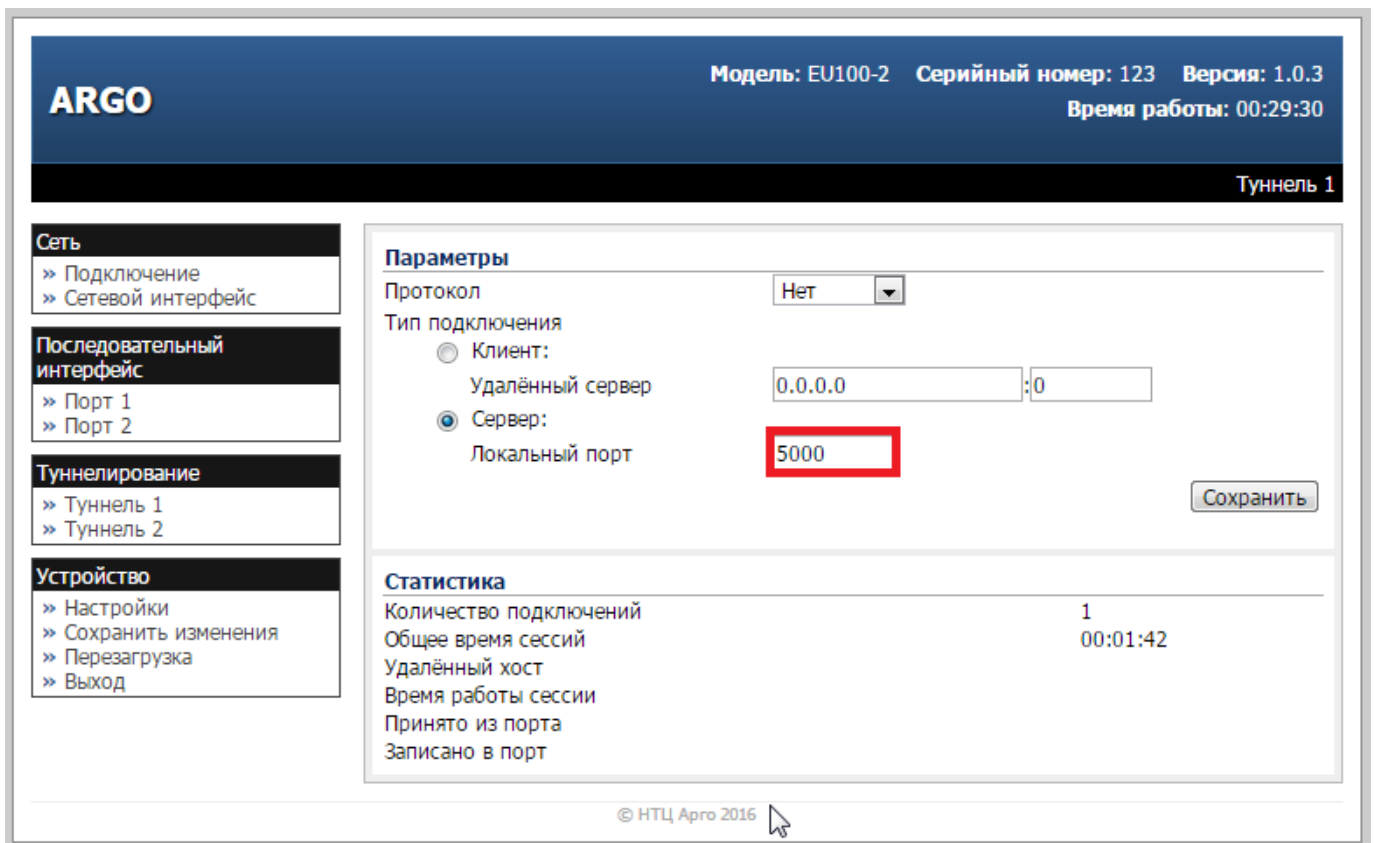 ARGO
Модель: EU100-2 Серийный номер: 123 Версия: 1.0.3
Время работы: 00:29:30
Туннель 1
Сеть
» Подключение
» Сетевой интерфейс
Последовательный
интерфейс
» Порт 1
» Порт 2
Туннелирование
» Туннель 1
» Туннель 2
Устройство
» Настройки
» Сохранить изменения
» Перезагрузка
» Выход
Параметры
Протокол Нет
Тип подключения
Клиент:
Удалённый сервер 0.0.0.0 :0
Сервер:
Локальный порт 5000
Сохранить
Статистика
Количество подключений 1
Общее время сессий 00:01:42
Удалённый хост
Время работы сессии
Принято из порта
Записано в порт
© НТЦ Арго 2016